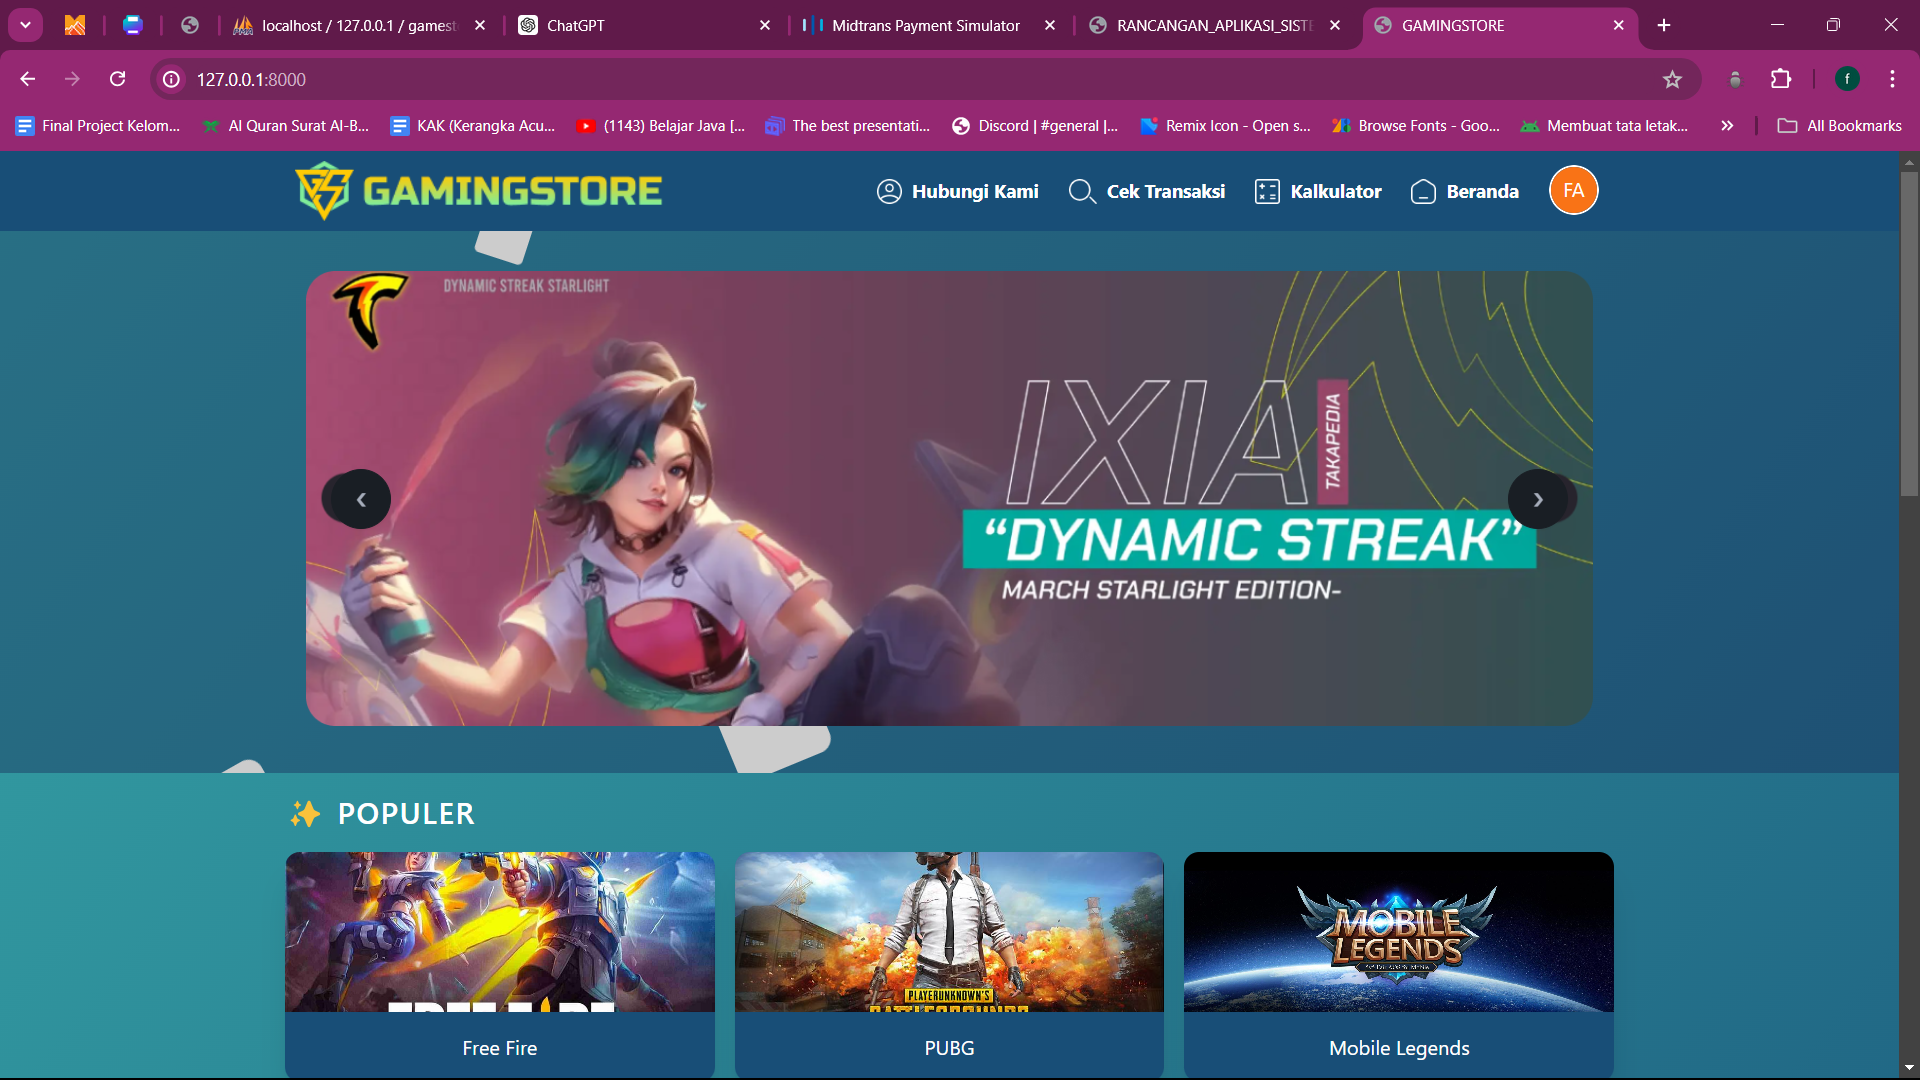 localhost / 127.0.0.1 / gamest
ChatGPT
Midtrans Payment Simulator
RANCANGAN_APLIKASI_SISTE
GAMINGSTORE
127.0.0.1:8000
f
Final Project Kelom...
Al Quran Surat Al-B...
KAK (Kerangka Acu...
(1143) Belajar Java [...
The best presentati...
Discord | #general |...
Remix Icon - Open s...
Browse Fonts - Goo...
Membuat tata letak...
All Bookmarks
GAMINGSTORE
Hubungi Kami
Cek Transaksi
Kalkulator
Beranda
FA
DYNAMIC STREAK STARLIGHT
IXIA
TAKAPEDIA
“DYNAMIC STREAK”
MARCH STARLIGHT EDITION-
POPULER
FREE FIRE
PLAYERUNKNOWN'S
BATTLEGROUNDS
MOBILE
LEGENDS
Free Fire
PUBG
Mobile Legends